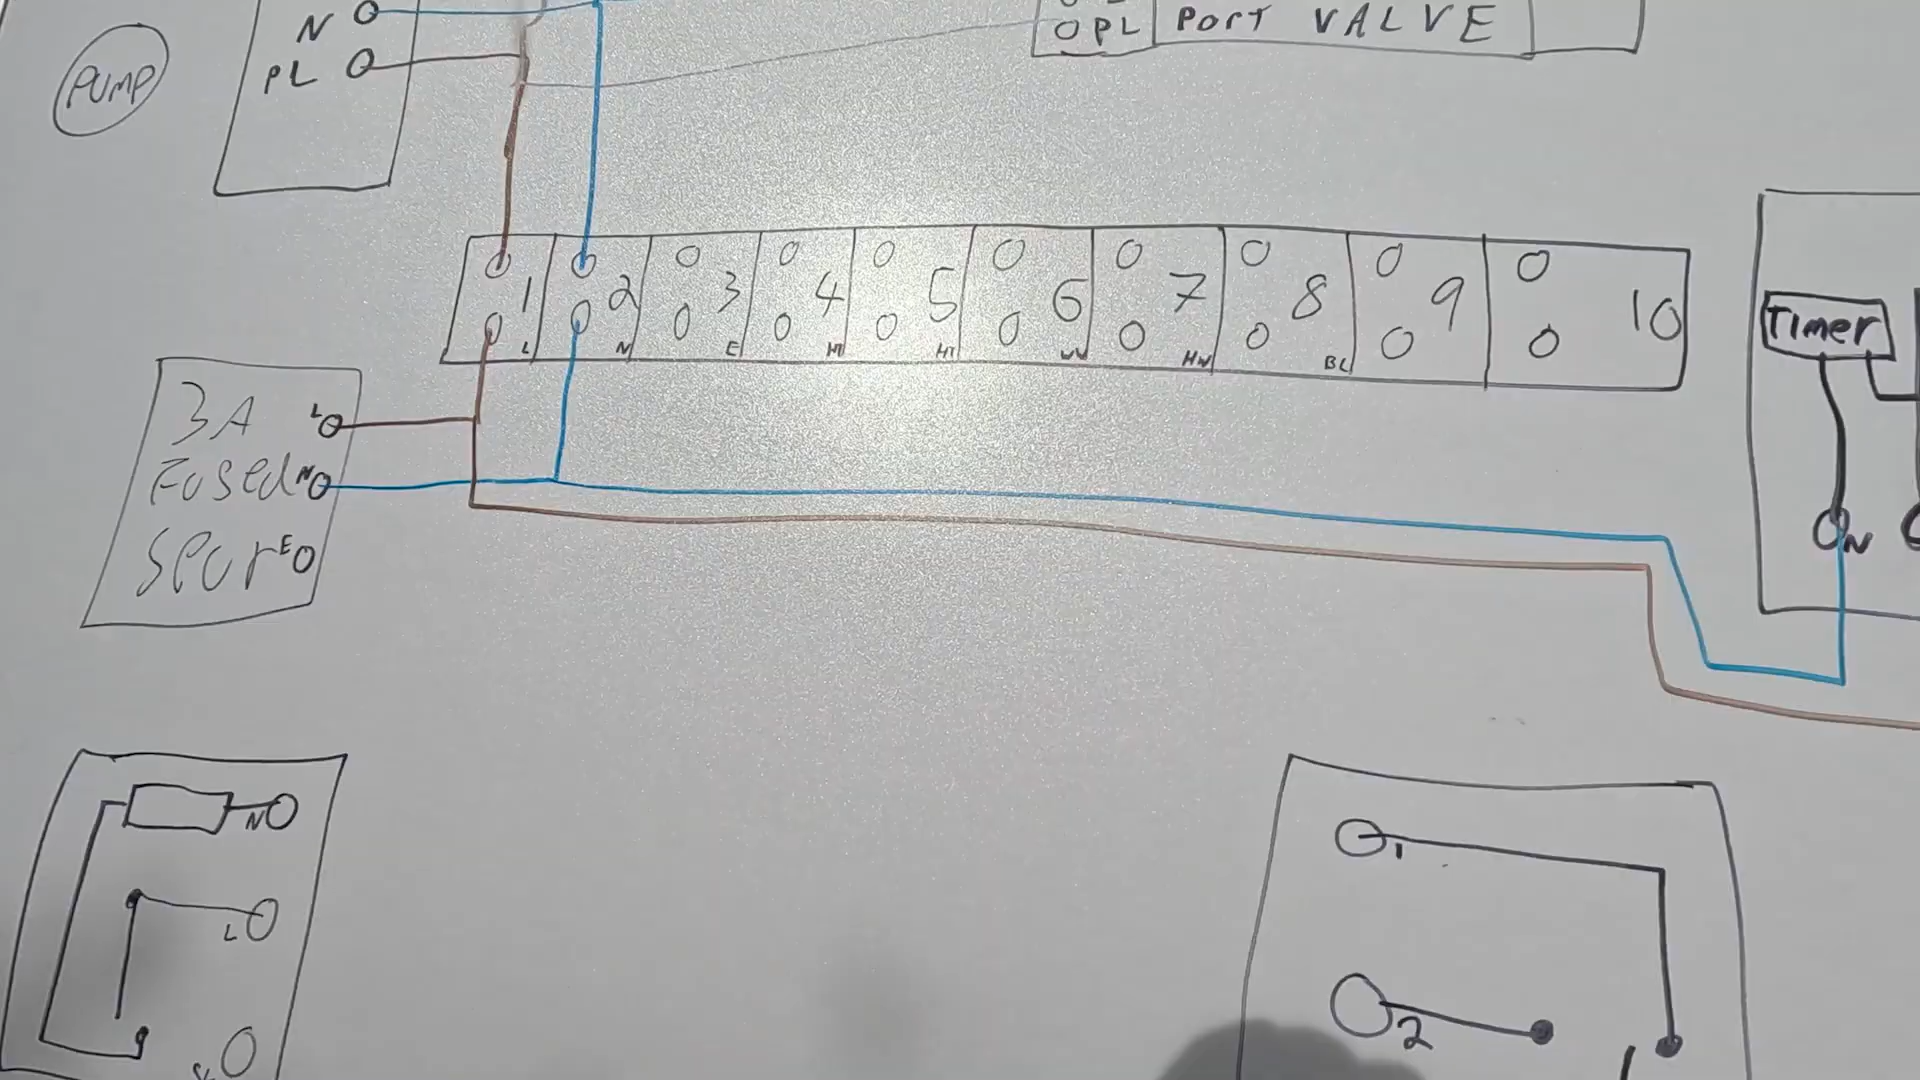 N
PL
PUMP
PL PORT VALVE
1 2 3 4 5 6 7 8 9 10
L N E HT HT HW BL
Timer
N
3A L
Fused N
Spur E
N
L
SL
1
2